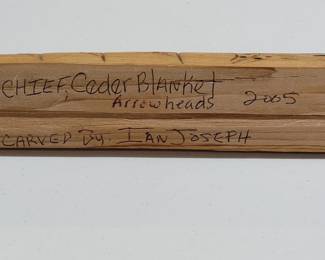 CHIEF, Ceder Blanket
Arrowheads 2005
CARVED By. IAN JOSEPH